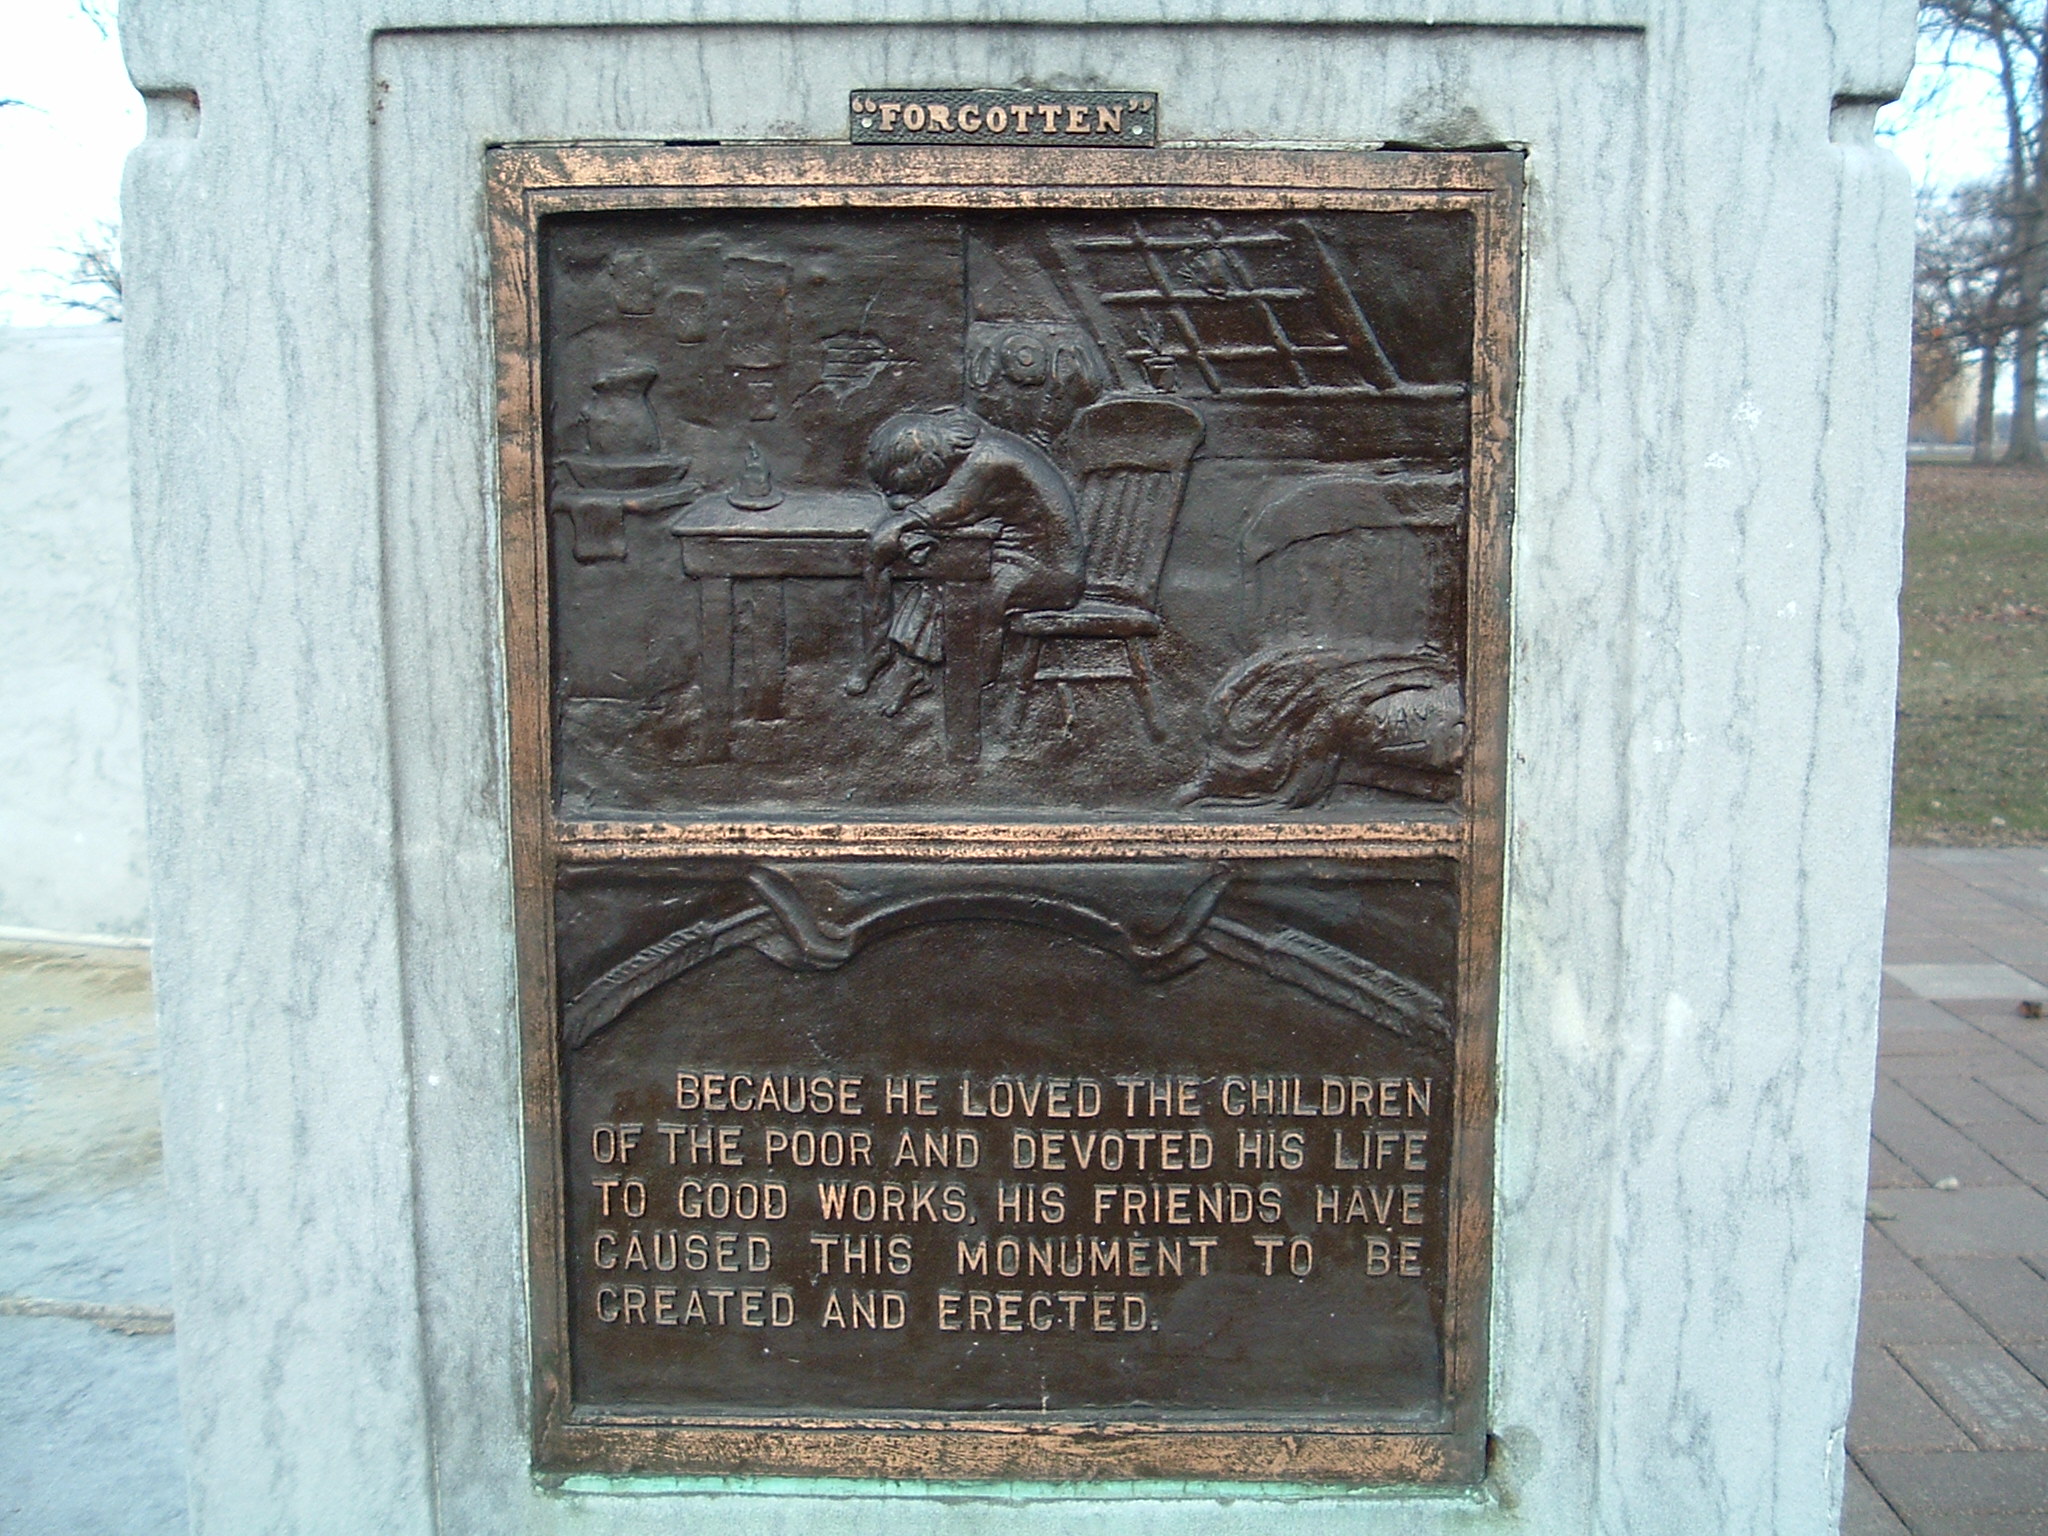 “FORGOTTEN”
BECAUSE HE LOVED THE CHILDREN
OF THE POOR AND DEVOTED HIS LIFE
TO GOOD WORKS, HIS FRIENDS HAVE
CAUSED THIS MONUMENT TO BE
CREATED AND ERECTED.